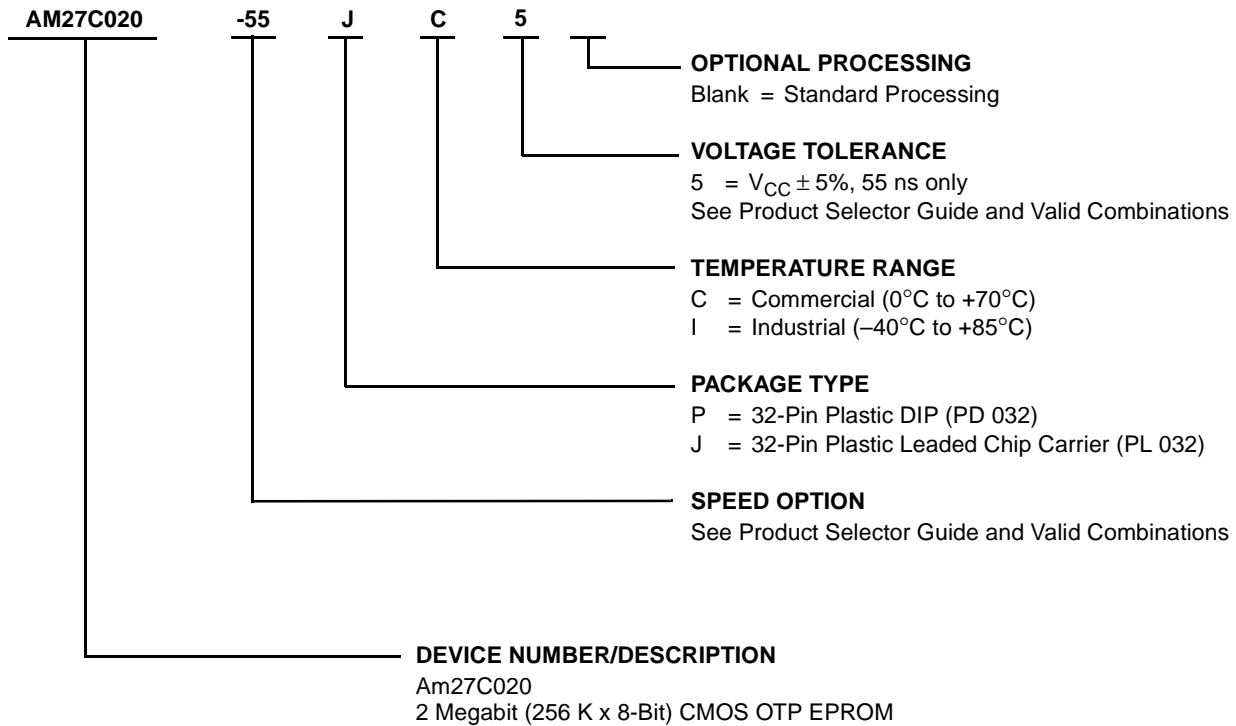 AM27C020 -55 J C 5
OPTIONAL PROCESSING
Blank = Standard Processing
VOLTAGE TOLERANCE
5 = VCC ± 5%, 55 ns only
See Product Selector Guide and Valid Combinations
TEMPERATURE RANGE
C = Commercial (0°C to +70°C)
I = Industrial (–40°C to +85°C)
PACKAGE TYPE
P = 32-Pin Plastic DIP (PD 032)
J = 32-Pin Plastic Leaded Chip Carrier (PL 032)
SPEED OPTION
See Product Selector Guide and Valid Combinations
DEVICE NUMBER/DESCRIPTION
Am27C020
2 Megabit (256 K x 8-Bit) CMOS OTP EPROM